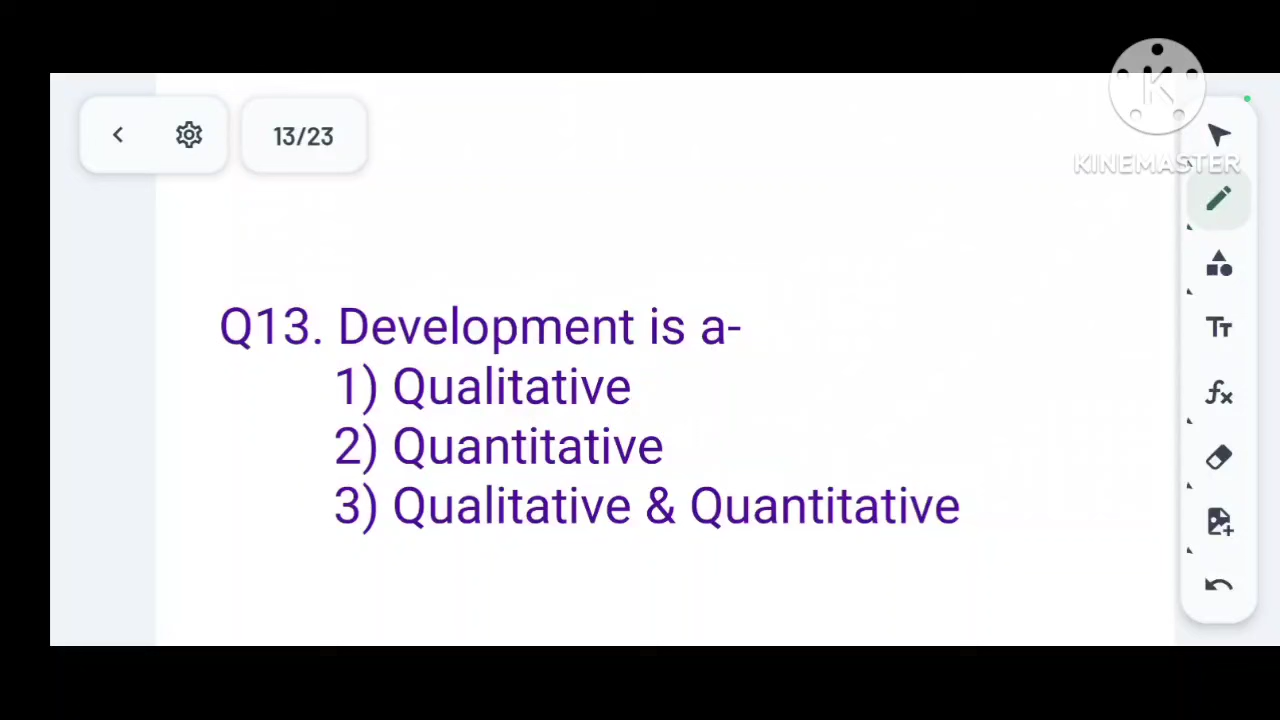 13/23
KINEMASTER
Q13. Development is a-
1) Qualitative
2) Quantitative
3) Qualitative & Quantitative